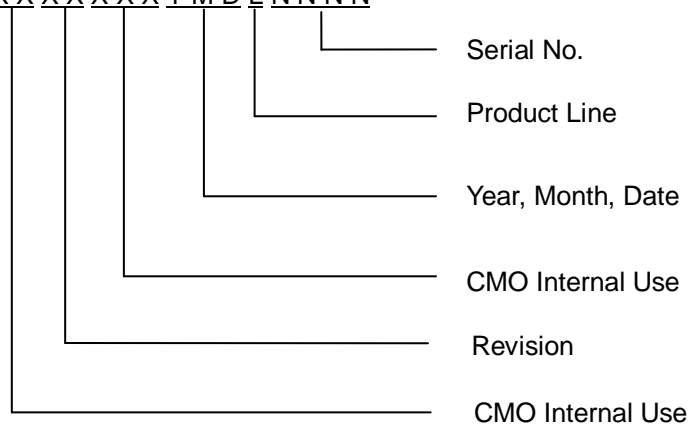 X X X X X X X Y M D L N N N N
Serial No.
Product Line
Year, Month, Date
CMO Internal Use
Revision
CMO Internal Use